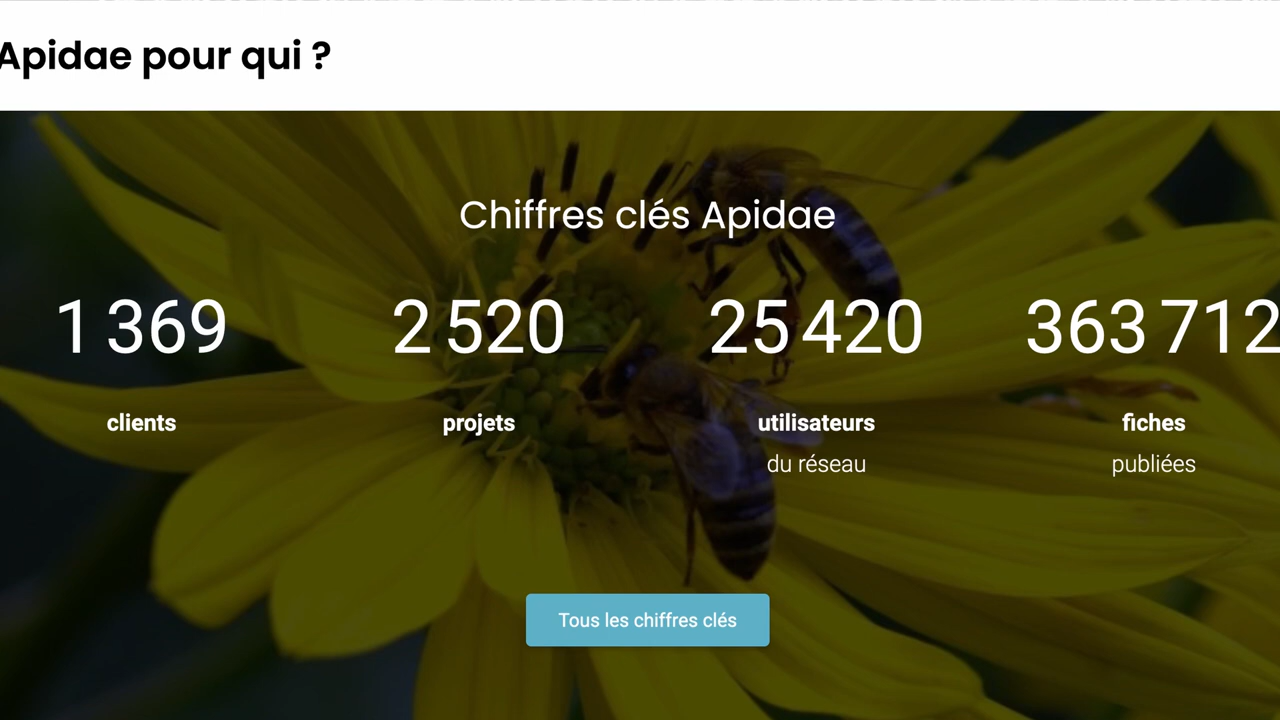 Apidae pour qui ?
Chiffres clés Apidae
1 369
2 520
25 420
363 712
clients
projets
utilisateurs
fiches
du réseau
publiées
Tous les chiffres clés